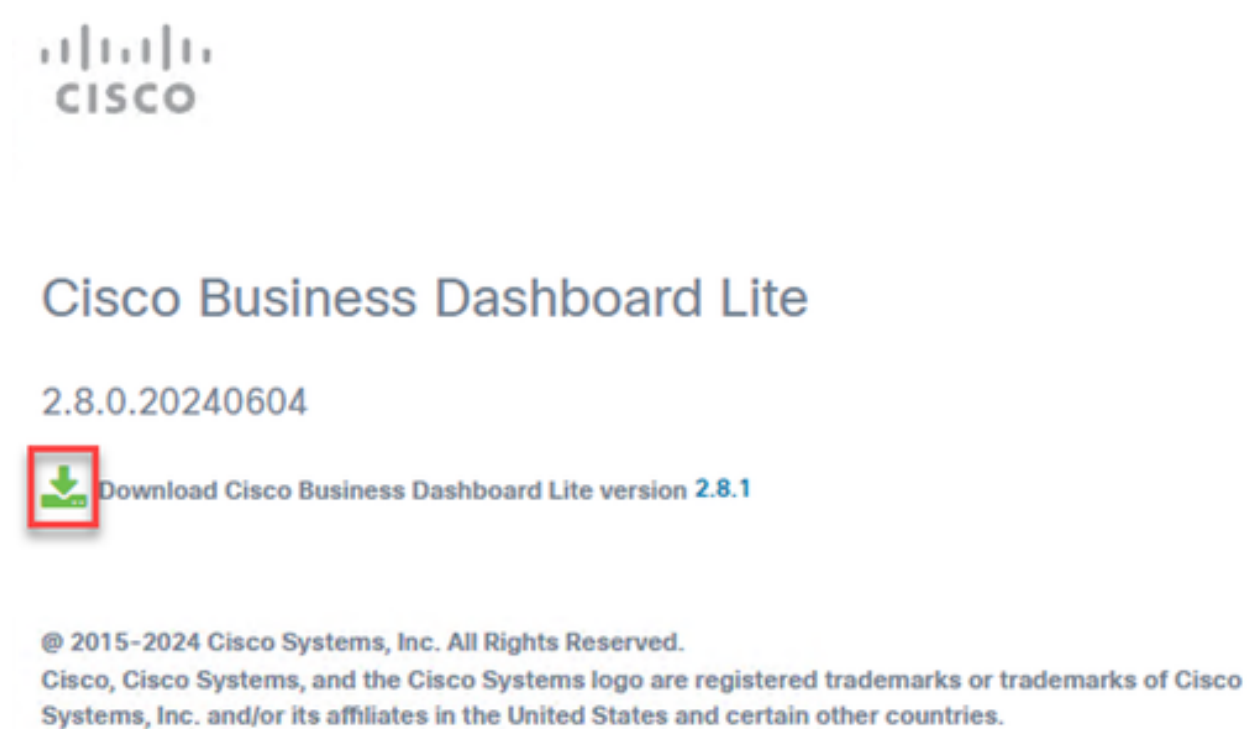 CISCO
Cisco Business Dashboard Lite
2.8.0.20240604
Download Cisco Business Dashboard Lite version 2.8.1
@ 2015-2024 Cisco Systems, Inc. All Rights Reserved.
Cisco, Cisco Systems, and the Cisco Systems logo are registered trademarks or trademarks of Cisco
Systems, Inc. and/or its affiliates in the United States and certain other countries.